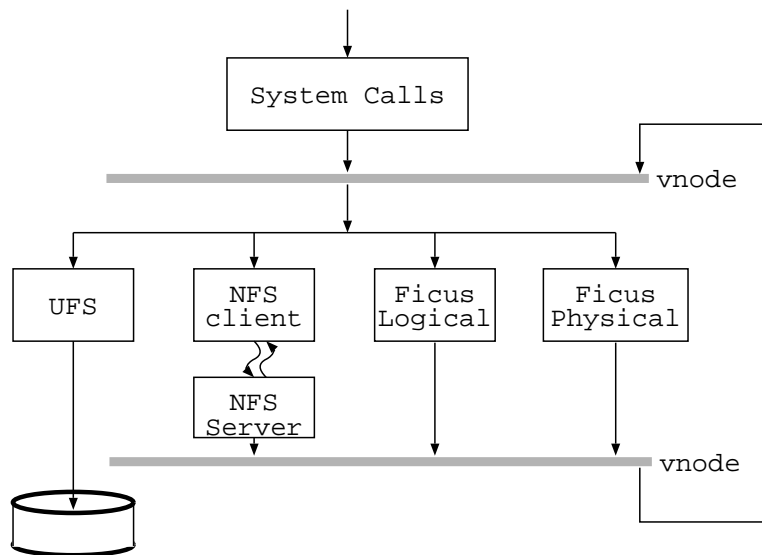 System Calls
vnode
UFS
NFS
client
Ficus
Logical
Ficus
Physical
NFS
Server
vnode